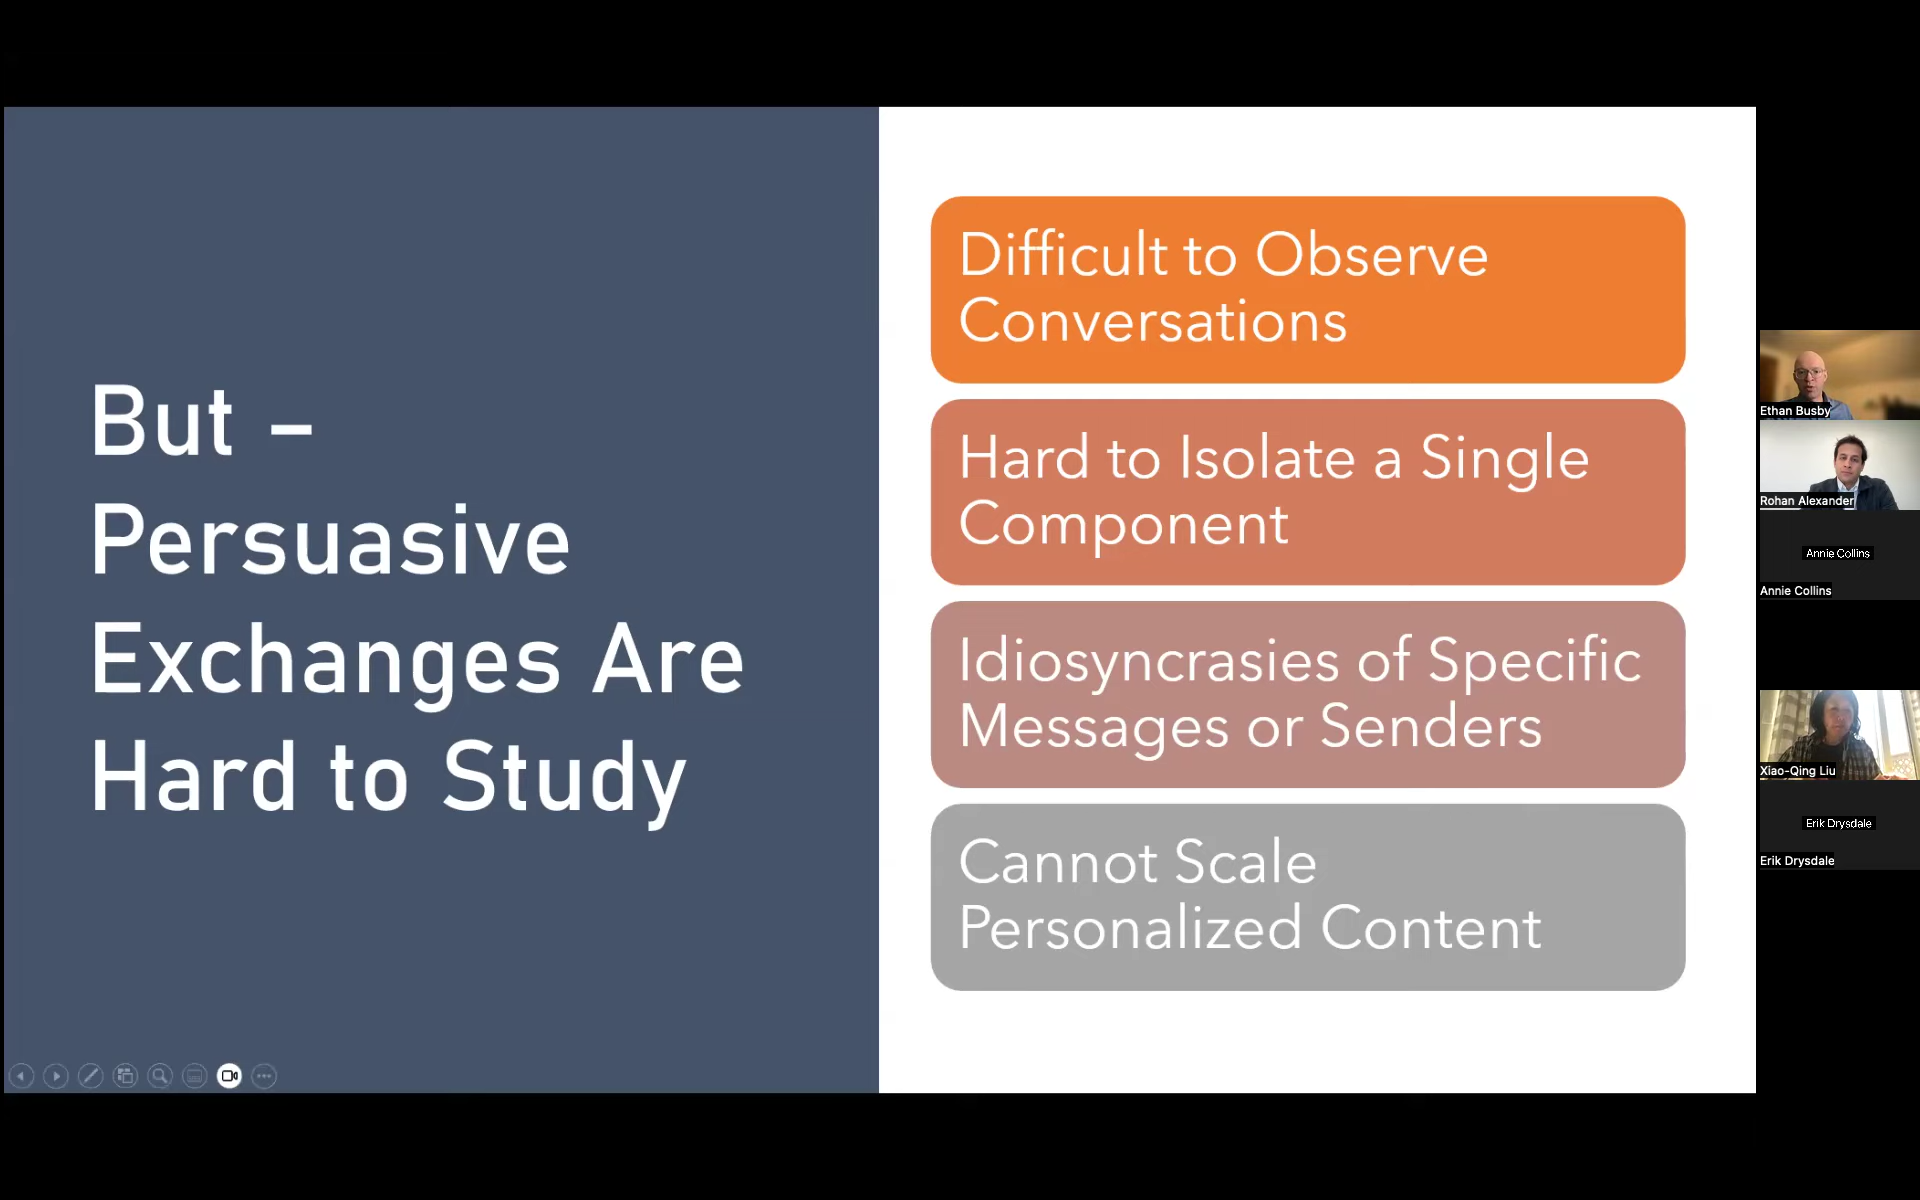 But –
Persuasive
Exchanges Are
Hard to Study
Difficult to Observe
Conversations
Hard to Isolate a Single
Component
Idiosyncrasies of Specific
Messages or Senders
Cannot Scale
Personalized Content
Ethan Busby
Rohan Alexander
Annie Collins
Annie Collins
Xiao-Qing Liu
Erik Drysdale
Erik Drysdale